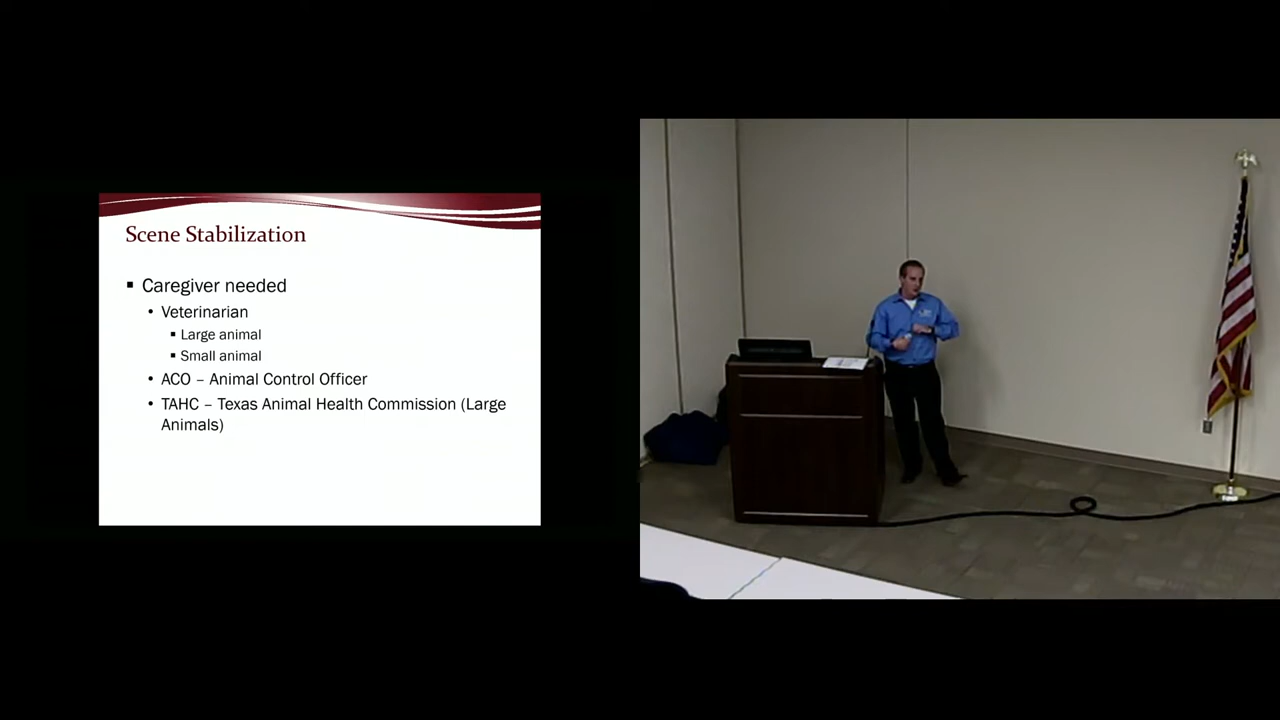 Scene Stabilization
Caregiver needed
Veterinarian
Large animal
Small animal
ACO – Animal Control Officer
TAHC – Texas Animal Health Commission (Large
Animals)